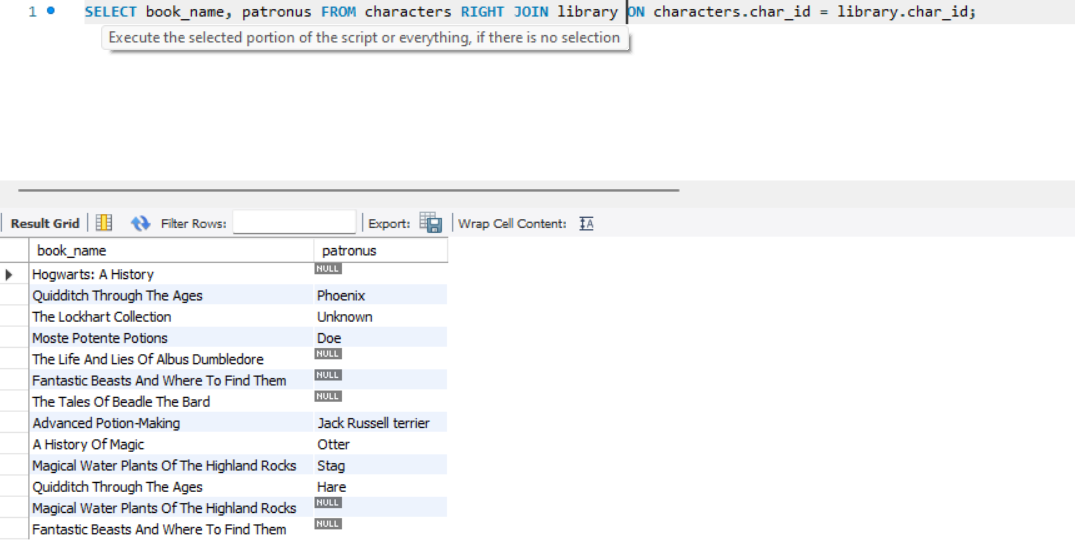 1 SELECT book_name, patronus FROM characters RIGHT JOIN library ON characters.char_id = library.char_id;
Execute the selected portion of the script or everything, if there is no selection
Result Grid Filter Rows: Export: Wrap Cell Content: IA
book_name patronus
Hogwarts: A History NULL
Quidditch Through The Ages Phoenix
The Lockhart Collection Unknown
Moste Potente Potions Doe
The Life And Lies Of Albus Dumbledore NULL
Fantastic Beasts And Where To Find Them NULL
The Tales Of Beadle The Bard NULL
Advanced Potion-Making Jack Russell terrier
A History Of Magic Otter
Magical Water Plants Of The Highland Rocks Stag
Quidditch Through The Ages Hare
Magical Water Plants Of The Highland Rocks NULL
Fantastic Beasts And Where To Find Them NULL